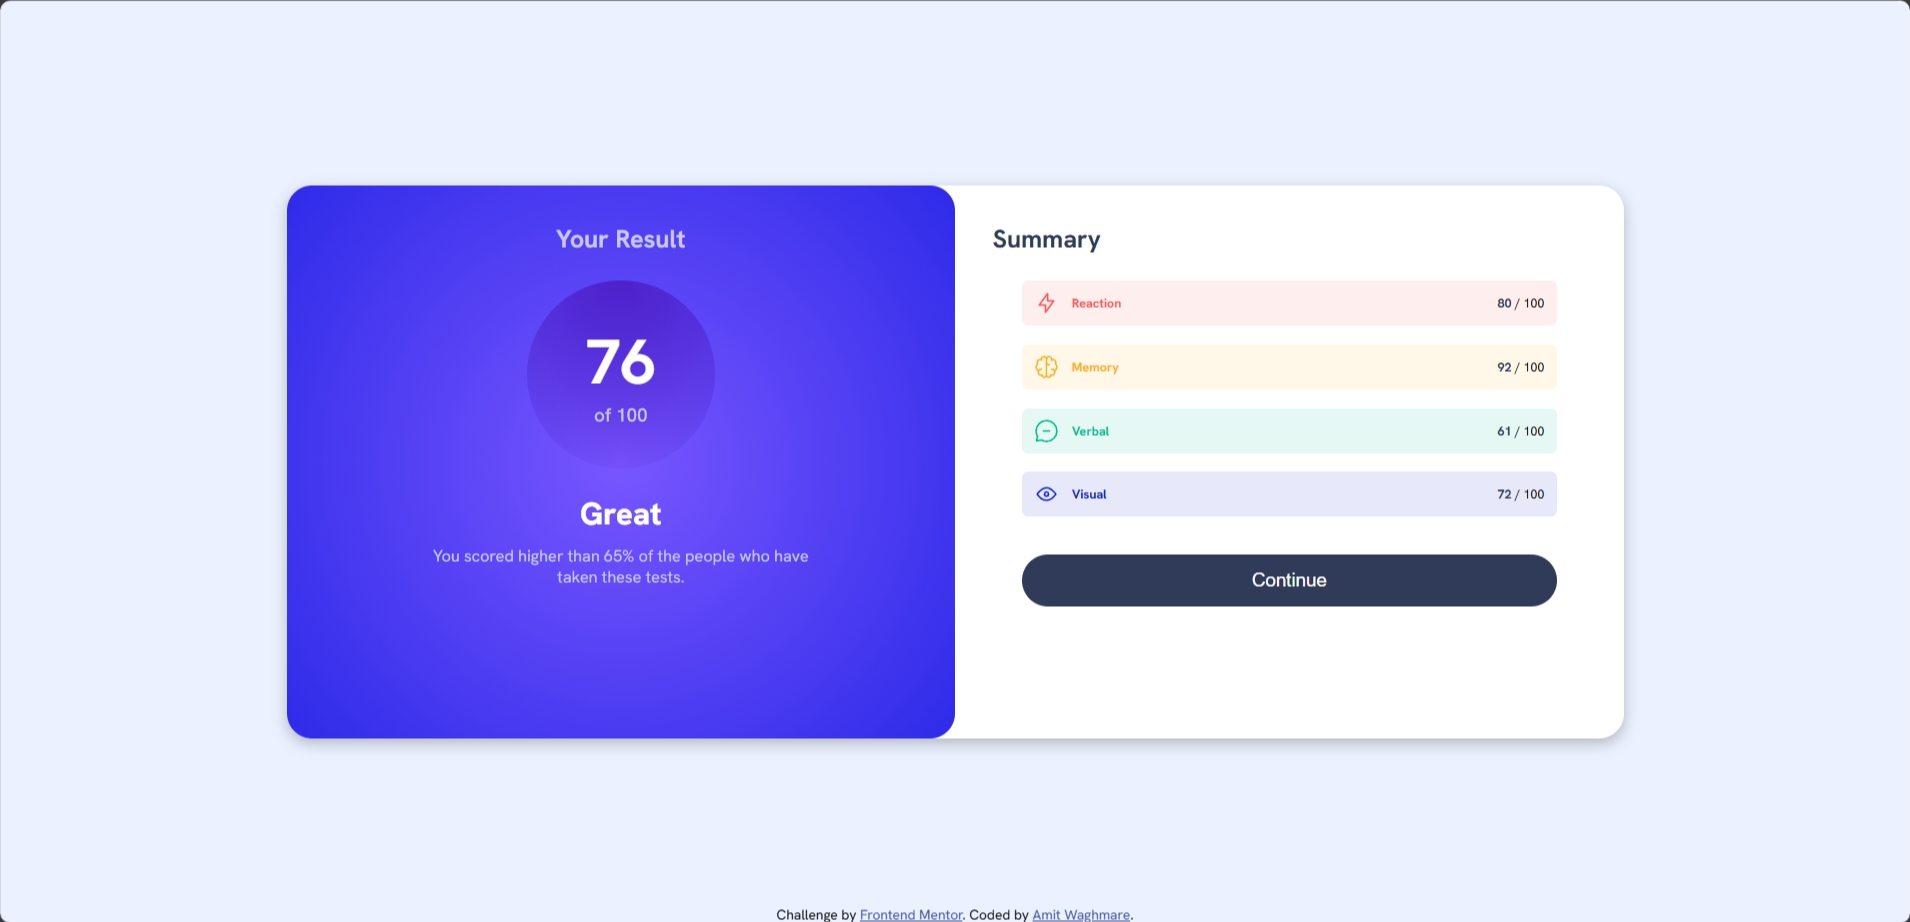 Your Result
76
of 100
Great
You scored higher than 65% of the people who have
taken these tests.
Summary
Reaction 80 / 100
Memory 92 / 100
Verbal 61 / 100
Visual 72 / 100
Continue
Challenge by Frontend Mentor. Coded by Amit Waghmare.